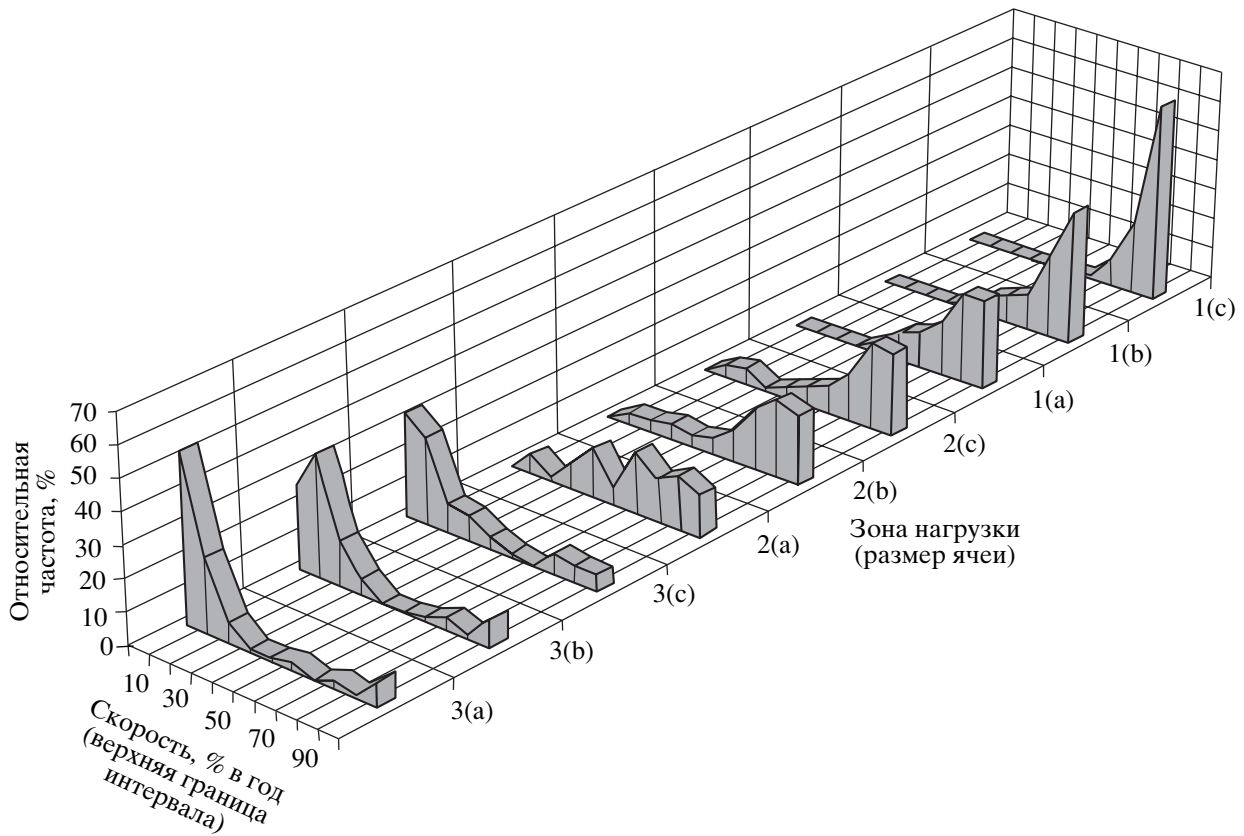 Относительная
частота, %
70
60
50
40
30
20
10
0
10
30
50
70
90
Скорость, % в год
(верхняя граница
интервала)
3(a)
3(b)
3(c)
2(a)
2(b)
2(c)
1(a)
1(b)
1(c)
Зона нагрузки
(размер ячеи)